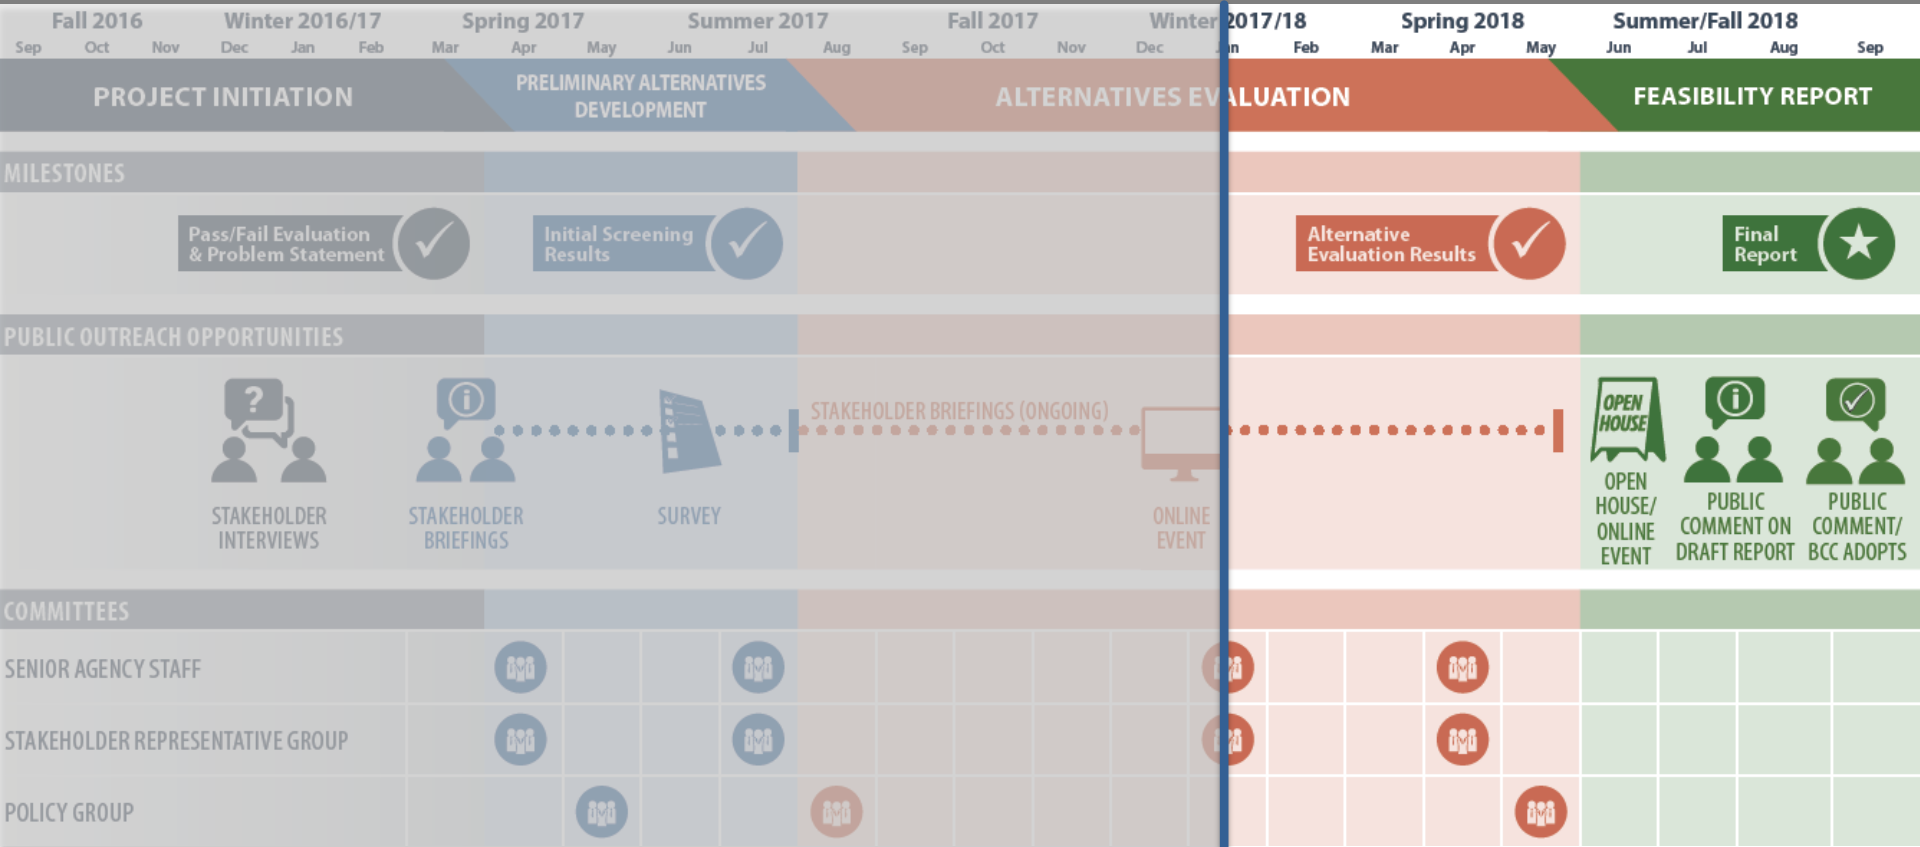 Fall 2016 Winter 2016/17 Spring 2017 Summer 2017 Fall 2017 Winter 2017/18 Spring 2018 Summer/Fall 2018
Sep Oct Nov Dec Jan Feb Mar Apr May Jun Jul Aug Sep Oct Nov Dec Jan Feb Mar Apr May Jun Jul Aug Sep
PROJECT INITIATION
PRELIMINARY ALTERNATIVES
DEVELOPMENT
ALTERNATIVES EVALUATION
FEASIBILITY REPORT
MILESTONES
Pass/Fail Evaluation
& Problem Statement
Initial Screening
Results
Alternative
Evaluation Results
Final
Report
PUBLIC OUTREACH OPPORTUNITIES
?
STAKEHOLDER
INTERVIEWS
i
STAKEHOLDER
BRIEFINGS
SURVEY
STAKEHOLDER BRIEFINGS (ONGOING)
ONLINE
EVENT
OPEN
HOUSE
OPEN
HOUSE/
ONLINE
EVENT
i
PUBLIC
COMMENT ON
DRAFT REPORT
PUBLIC
COMMENT/
BCC ADOPTS
COMMITTEES
SENIOR AGENCY STAFF
STAKEHOLDER REPRESENTATIVE GROUP
POLICY GROUP